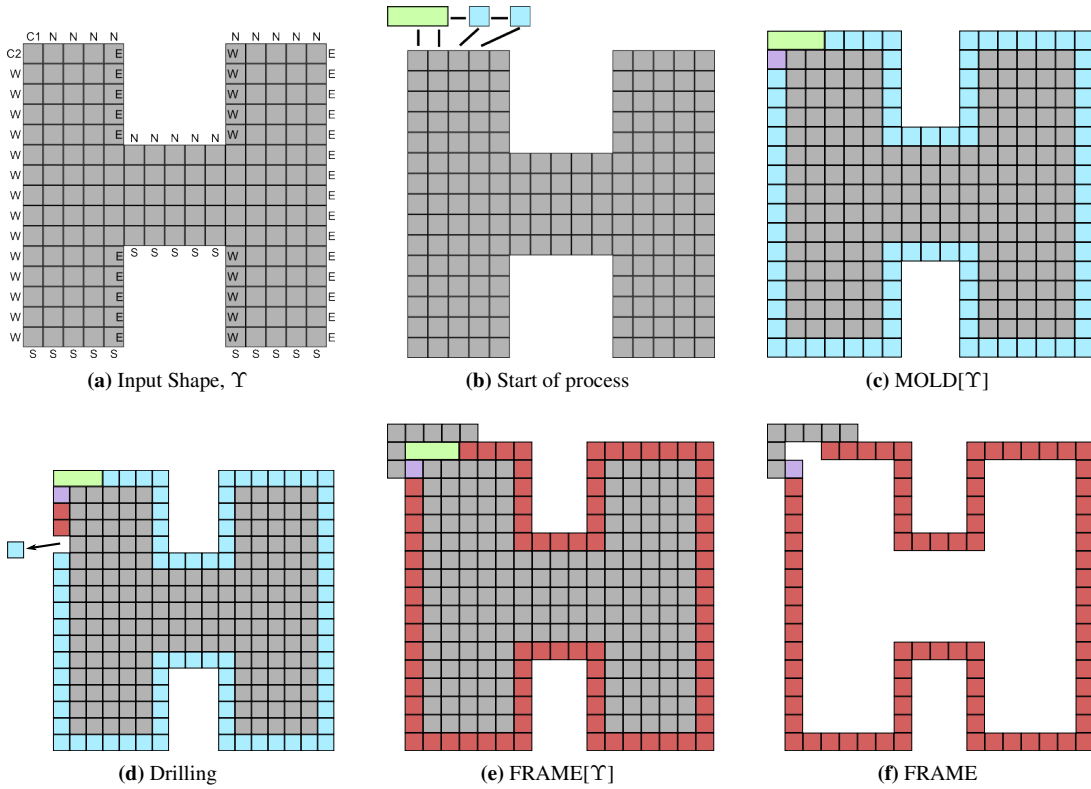 C1 N N N N N N N N N
C2 E W E
W E W E
W E W E
W E W E
W E W E
N N N N N
W E
W E
W E
W E
W E
S S S S S
W E W E
W E W E
W E W E
W E W E
W E W E
S S S S S S S S S S
(a) Input Shape, ϒ
(b) Start of process
(c) MOLD[ϒ]
(d) Drilling
(e) FRAME[ϒ]
(f) FRAME